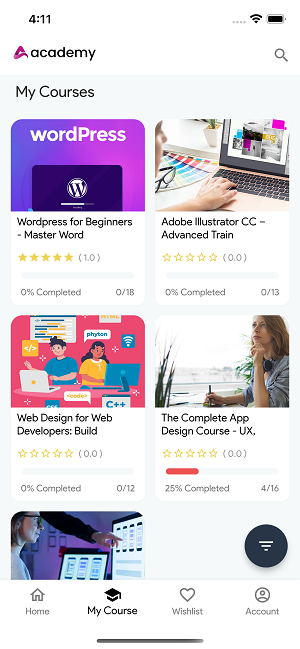 4:11
academy
My Courses
wordPress
Wordpress for Beginners
- Master Word
( 1.0 )
0% Completed 0/18
Adobe Illustrator CC –
Advanced Train
( 0.0 )
0% Completed 0/13
phyton
</>
<code>
C++
Web Design for Web
Developers: Build
( 0.0 )
0% Completed 0/12
The Complete App
Design Course - UX,
( 0.0 )
25% Completed 4/16
Home
My Course
Wishlist
Account